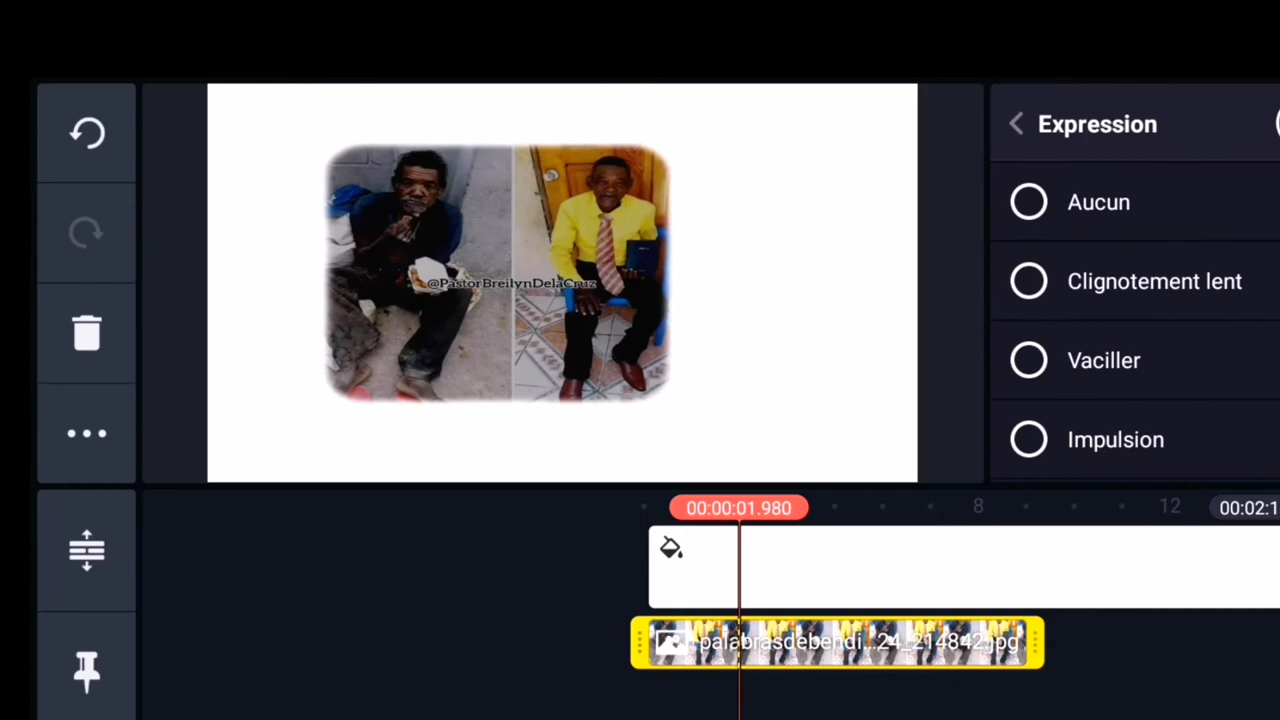 Expression
Aucun
Clignotement lent
Vaciller
Impulsion
@PastorBreilynDelaCruz
00:00:01.980
8
12
00:02:1
palabrasdebendi...24_214842.jpg